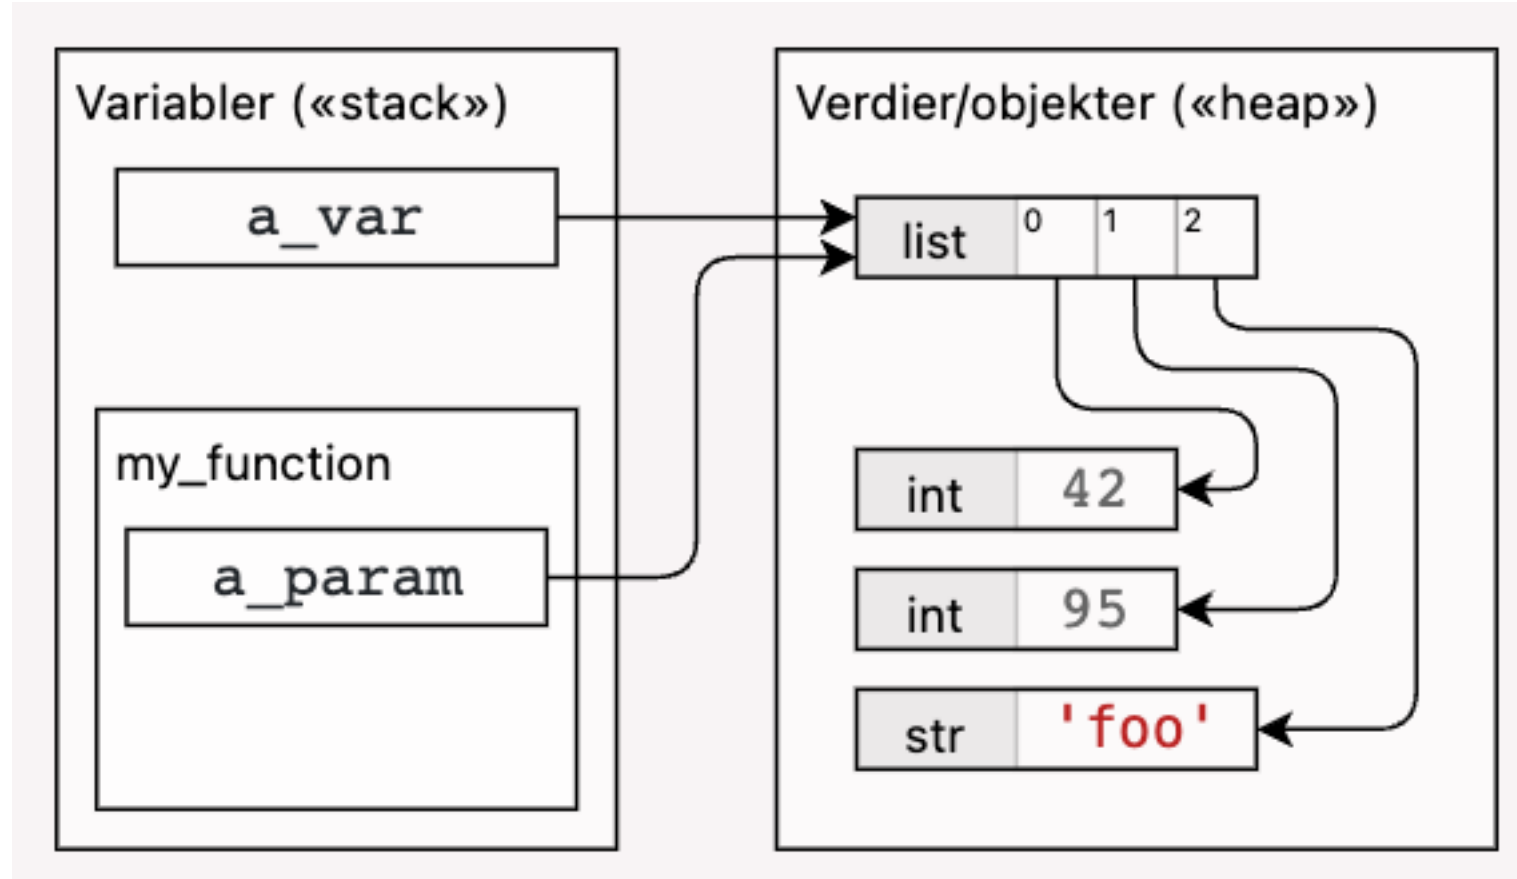 Variabler («stack»)
a_var
my_function
a_param
Verdier/objekter («heap»)
list 0 1 2
int 42
int 95
str 'foo'